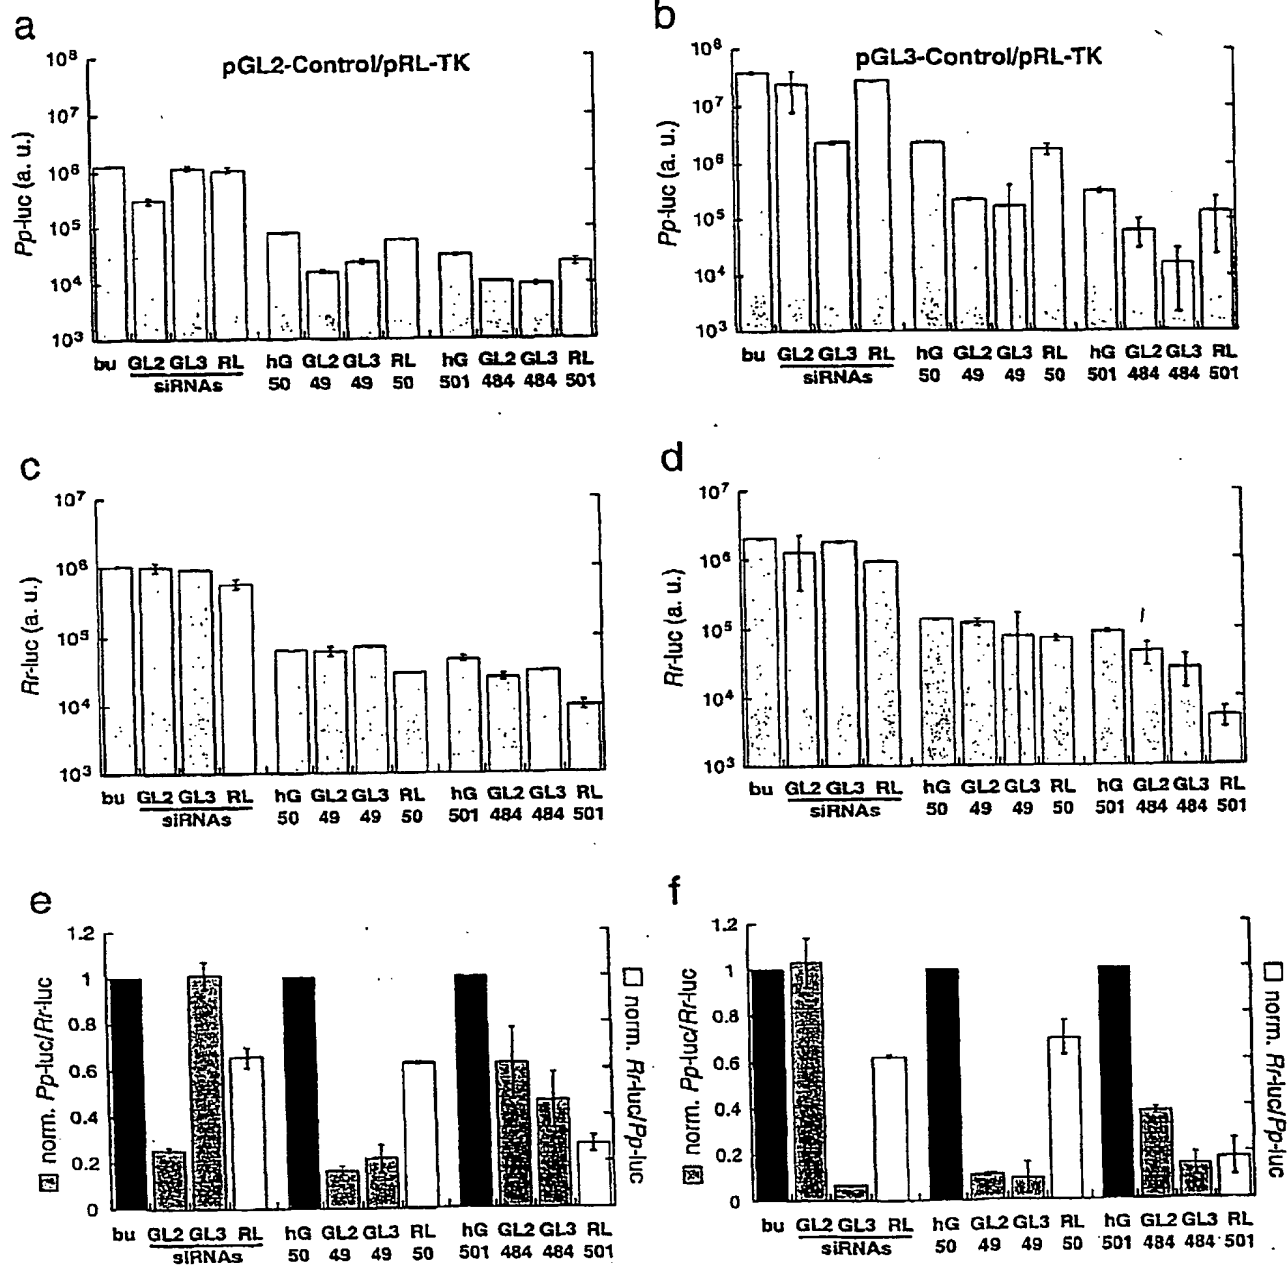 a
pGL2-Control/pRL-TK
Pp-luc (a. u.)
10⁸
10⁷
10⁶
10⁵
10⁴
10³
bu GL2 GL3 RL hG GL2 GL3 RL hG GL2 GL3 RL
siRNAs 50 49 49 50 501 484 484 501
b
pGL3-Control/pRL-TK
Pp-luc (a. u.)
10⁸
10⁷
10⁶
10⁵
10⁴
10³
bu GL2 GL3 RL hG GL2 GL3 RL hG GL2 GL3 RL
siRNAs 50 49 49 50 501 484 484 501
c
Rr-luc (a. u.)
10⁷
10⁶
10⁵
10⁴
10³
bu GL2 GL3 RL hG GL2 GL3 RL hG GL2 GL3 RL
siRNAs 50 49 49 50 501 484 484 501
d
Rr-luc (a. u.)
10⁷
10⁶
10⁵
10⁴
10³
bu GL2 GL3 RL hG GL2 GL3 RL hG GL2 GL3 RL
siRNAs 50 49 49 50 501 484 484 501
e
norm. Pp-luc/Rr-luc
1.2
1
0.8
0.6
0.4
0.2
0
norm. Rr-luc/Pp-luc
bu GL2 GL3 RL hG GL2 GL3 RL hG GL2 GL3 RL
siRNAs 50 49 49 50 501 484 484 501
f
norm. Pp-luc/Rr-luc
1.2
1
0.8
0.6
0.4
0.2
0
norm. Rr-luc/Pp-luc
bu GL2 GL3 RL hG GL2 GL3 RL hG GL2 GL3 RL
siRNAs 50 49 49 50 501 484 484 501